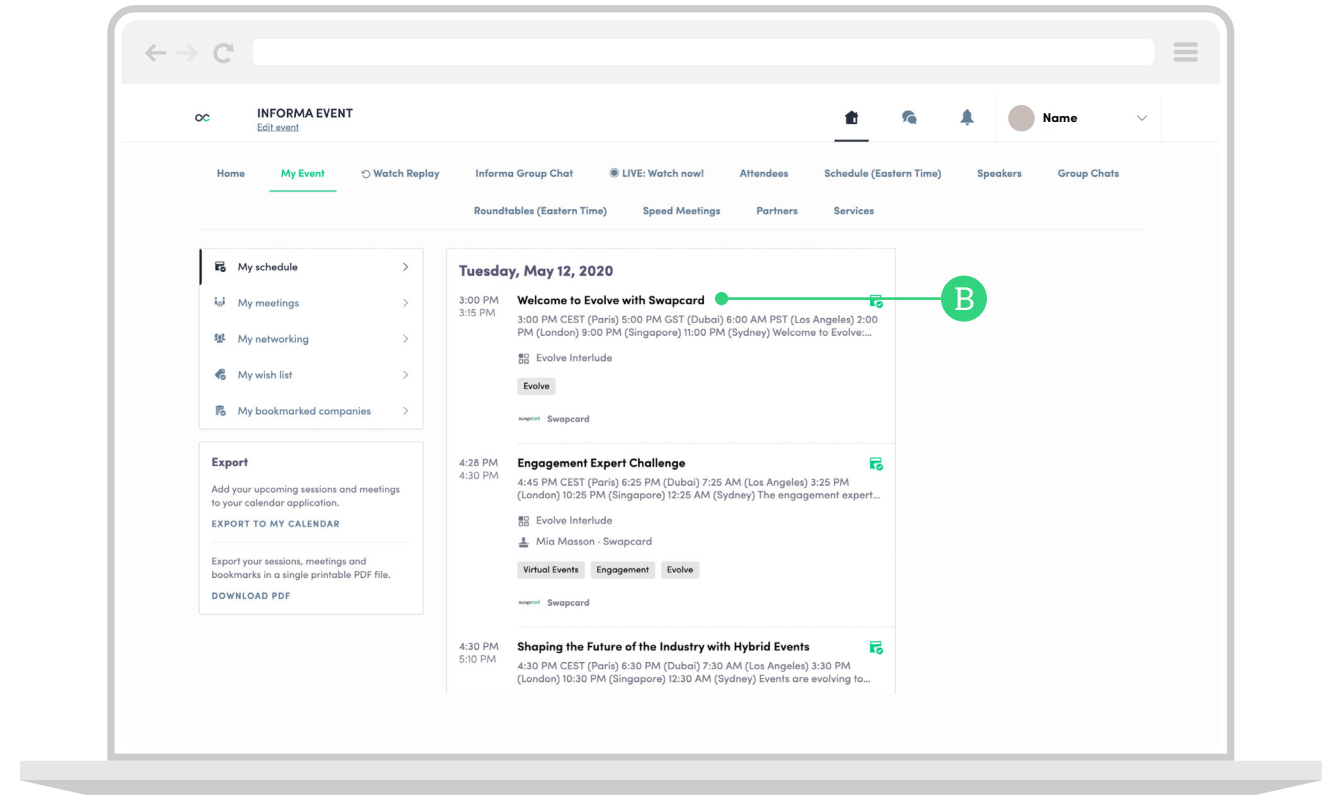 INFORMA EVENT
Edit event
Name
Home My Event Watch Replay Informa Group Chat LIVE: Watch now! Attendees Schedule (Eastern Time) Speakers Group Chats
Roundtables (Eastern Time) Speed Meetings Partners Services
My schedule
My meetings
My networking
My wish list
My bookmarked companies
Export
Add your upcoming sessions and meetings
to your calendar application.
EXPORT TO MY CALENDAR
Export your sessions, meetings and
bookmarks in a single printable PDF file.
DOWNLOAD PDF
Tuesday, May 12, 2020
3:00 PM
3:15 PM
Welcome to Evolve with Swapcard
B
3:00 PM CEST (Paris) 5:00 PM GST (Dubai) 6:00 AM PST (Los Angeles) 2:00
PM (London) 9:00 PM (Singapore) 11:00 PM (Sydney) Welcome to Evolve:...
Evolve Interlude
Evolve
swapcard Swapcard
4:28 PM
4:30 PM
Engagement Expert Challenge
4:45 PM CEST (Paris) 6:25 PM (Dubai) 7:25 AM (Los Angeles) 3:25 PM
(London) 10:25 PM (Singapore) 12:25 AM (Sydney) The engagement expert...
Evolve Interlude
Mia Masson · Swapcard
Virtual Events Engagement Evolve
swapcard Swapcard
4:30 PM
5:10 PM
Shaping the Future of the Industry with Hybrid Events
4:30 PM CEST (Paris) 6:30 PM (Dubai) 7:30 AM (Los Angeles) 3:30 PM
(London) 10:30 PM (Singapore) 12:30 AM (Sydney) Events are evolving to...